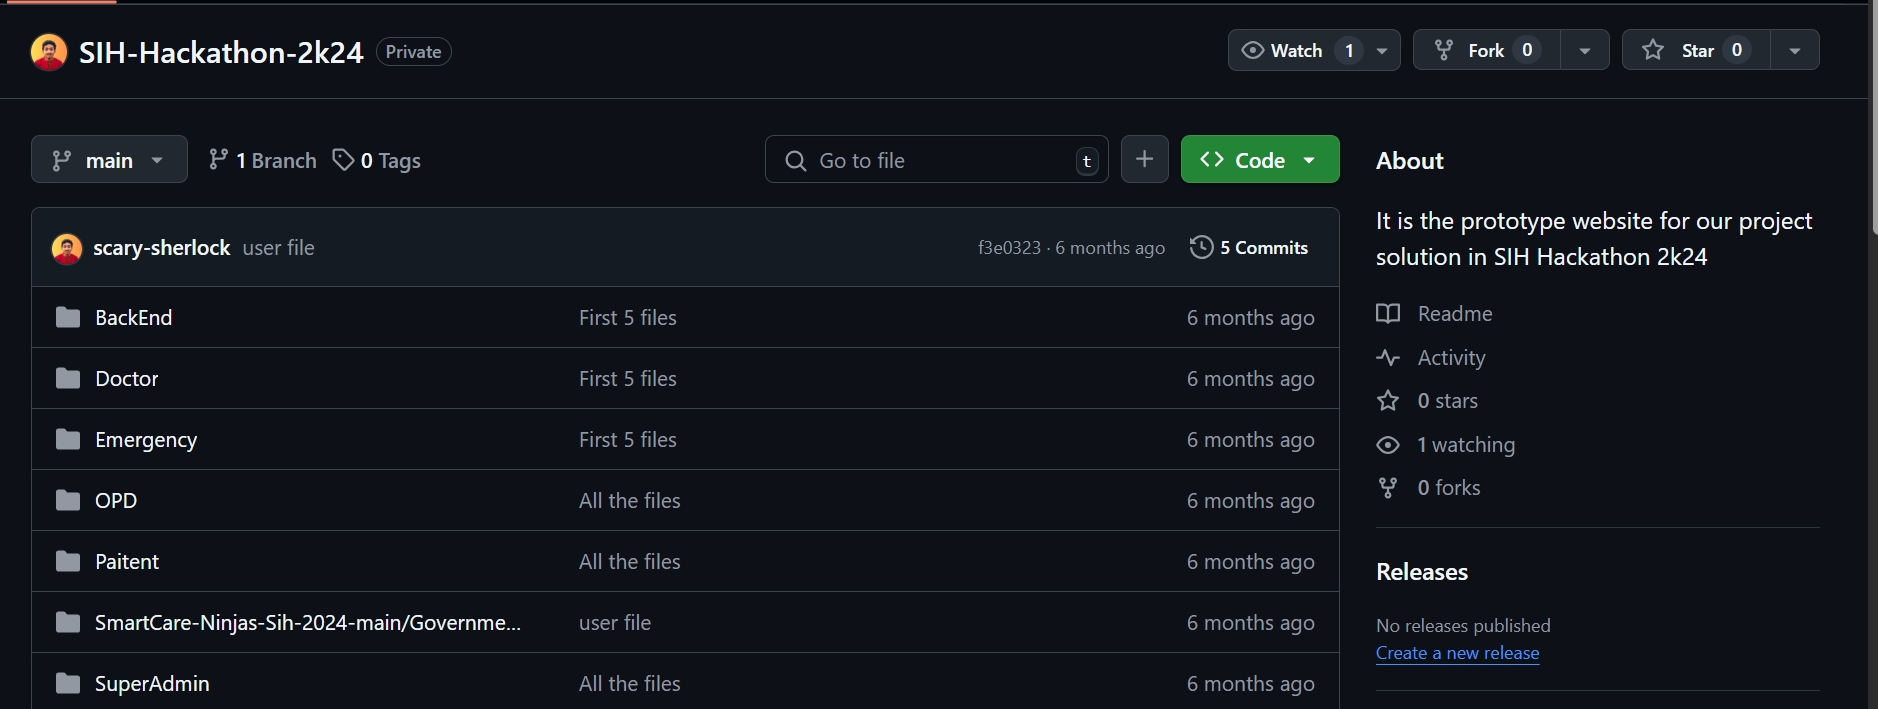 SIH-Hackathon-2k24 Private Watch 1 Fork 0 Star 0
main 1 Branch 0 Tags Go to file t + <> Code
scary-sherlock user file f3e0323 · 6 months ago 5 Commits
BackEnd First 5 files 6 months ago
Doctor First 5 files 6 months ago
Emergency First 5 files 6 months ago
OPD All the files 6 months ago
Paitent All the files 6 months ago
SmartCare-Ninjas-Sih-2024-main/Governme... user file 6 months ago
SuperAdmin All the files 6 months ago
About
It is the prototype website for our project
solution in SIH Hackathon 2k24
Readme
Activity
0 stars
1 watching
0 forks
Releases
No releases published
Create a new release